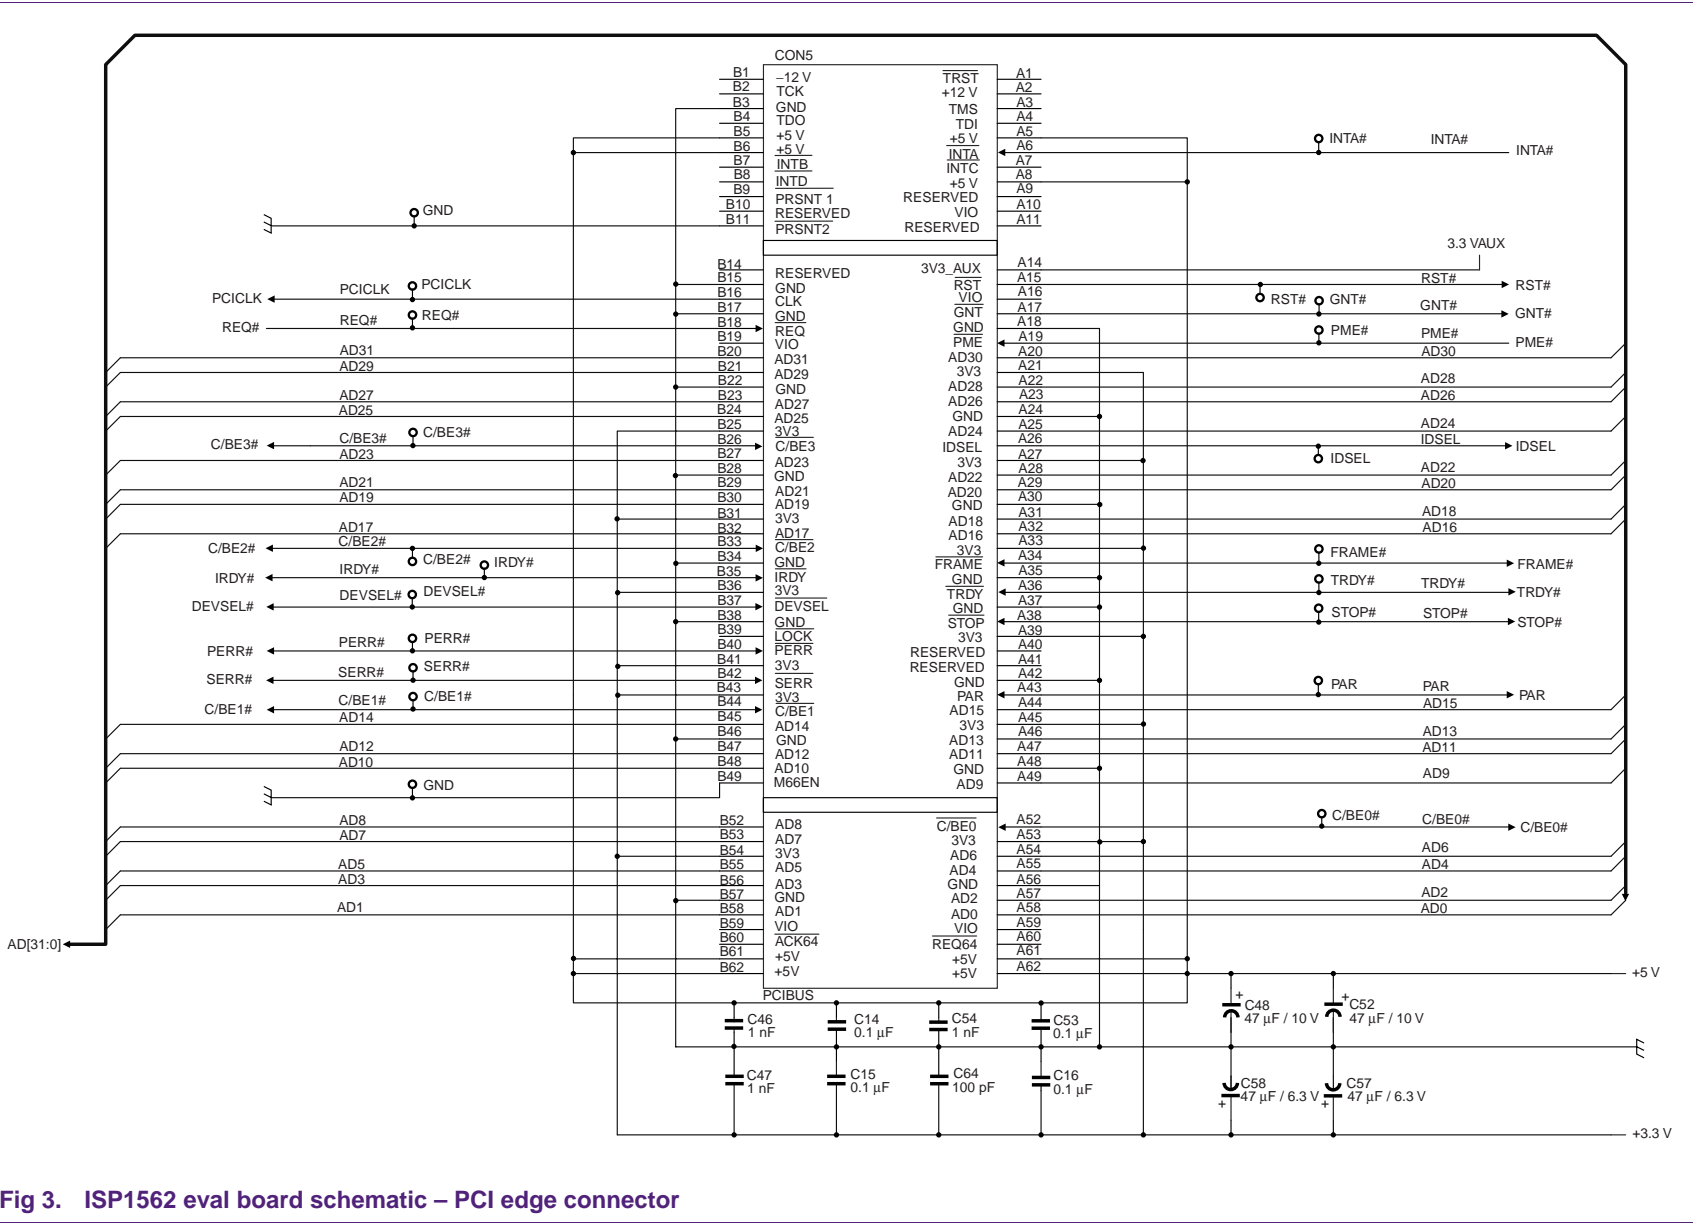 CON5
B1 −12 V TRST A1
B2 TCK +12 V A2
B3 GND TMS A3
B4 TDO TDI A4
B5 +5 V +5 V A5
B6 +5 V INTA A6 INTA# INTA# INTA#
B7 INTB INTC A7
B8 INTD +5 V A8
B9 PRSNT 1 RESERVED A9
B10 RESERVED VIO A10
GND B11 PRSNT2 RESERVED A11
3.3 VAUX
B14 RESERVED 3V3_AUX A14
B15 GND RST A15 RST# RST# RST#
PCICLK PCICLK PCICLK B16 CLK VIO A16
B17 GND GNT A17 GNT# GNT# GNT#
REQ# REQ# REQ# B18 REQ GND A18
B19 VIO PME A19 PME# PME# PME#
AD31 B20 AD31 AD30 A20 AD30
AD29 B21 AD29 3V3 A21
B22 GND AD28 A22 AD28
AD27 B23 AD27 AD26 A23 AD26
AD25 B24 AD25 GND A24
B25 3V3 AD24 A25 AD24
C/BE3# C/BE3# C/BE3# B26 C/BE3 IDSEL A26 IDSEL IDSEL IDSEL
AD23 B27 AD23 3V3 A27
B28 GND AD22 A28 AD22
AD21 B29 AD21 AD20 A29 AD20
AD19 B30 AD19 GND A30
B31 3V3 AD18 A31 AD18
AD17 B32 AD17 AD16 A32 AD16
C/BE2# C/BE2# C/BE2# B33 C/BE2 3V3 A33
B34 GND FRAME A34 FRAME# FRAME#
IRDY# IRDY# IRDY# B35 IRDY GND A35
B36 3V3 TRDY A36 TRDY# TRDY# TRDY#
DEVSEL# DEVSEL# DEVSEL# B37 DEVSEL GND A37
B38 GND STOP A38 STOP# STOP# STOP#
B39 LOCK 3V3 A39
PERR# PERR# PERR# B40 PERR RESERVED A40
B41 3V3 RESERVED A41
SERR# SERR# SERR# B42 SERR GND A42
B43 3V3 PAR A43 PAR PAR PAR
C/BE1# C/BE1# C/BE1# B44 C/BE1 AD15 A44 AD15
AD14 B45 AD14 3V3 A45
B46 GND AD13 A46 AD13
AD12 B47 AD12 AD11 A47 AD11
AD10 B48 AD10 GND A48
GND B49 M66EN AD9 A49 AD9
AD8 B52 AD8 C/BE0 A52 C/BE0# C/BE0# C/BE0#
AD7 B53 AD7 3V3 A53
B54 3V3 AD6 A54 AD6
AD5 B55 AD5 AD4 A55 AD4
AD3 B56 AD3 GND A56
B57 GND AD2 A57 AD2
AD1 B58 AD1 AD0 A58 AD0
B59 VIO VIO A59
B60 ACK64 REQ64 A60
AD[31:0]
B61 +5V +5V A61
B62 +5V +5V A62 +5 V
PCIBUS
C46 C14 C54 C53 C48 C52
1 nF 0.1 μF 1 nF 0.1 μF + 47 μF / 10 V + 47 μF / 10 V
C47 C15 C64 C16 C58 C57
1 nF 0.1 μF 100 pF 0.1 μF + 47 μF / 6.3 V + 47 μF / 6.3 V
+3.3 V
Fig 3. ISP1562 eval board schematic – PCI edge connector